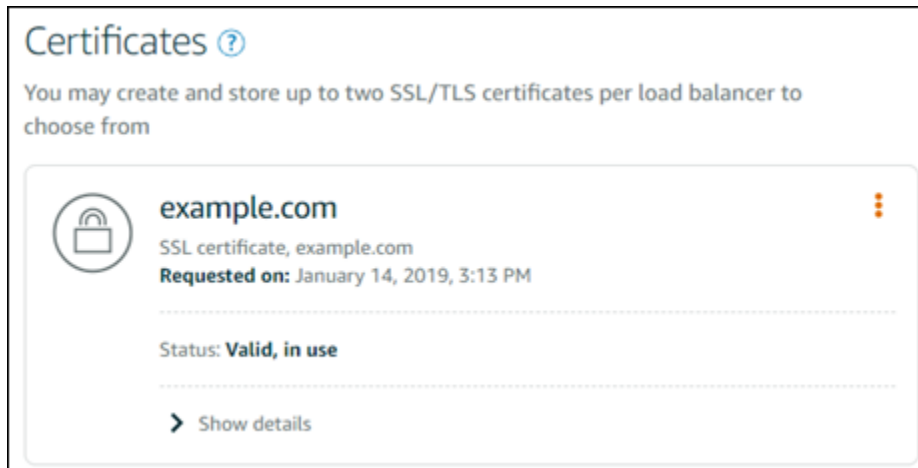 Certificates ?
You may create and store up to two SSL/TLS certificates per load balancer to
choose from
example.com
SSL certificate, example.com
Requested on: January 14, 2019, 3:13 PM
Status: Valid, in use
Show details